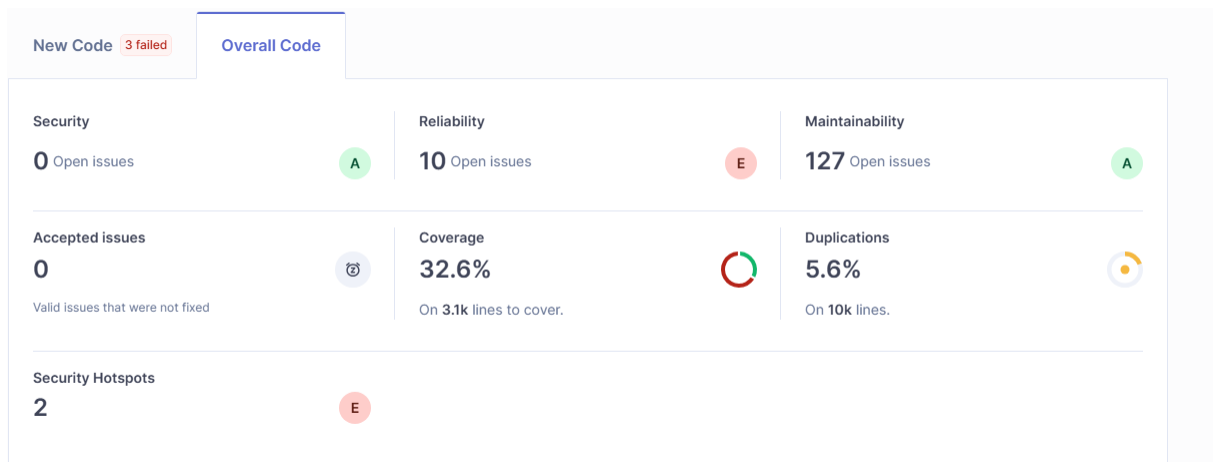 New Code 3 failed Overall Code
Security
0 Open issues A
Reliability
10 Open issues E
Maintainability
127 Open issues A
Accepted issues
0
Valid issues that were not fixed
Coverage
32.6%
On 3.1k lines to cover.
Duplications
5.6%
On 10k lines.
Security Hotspots
2 E